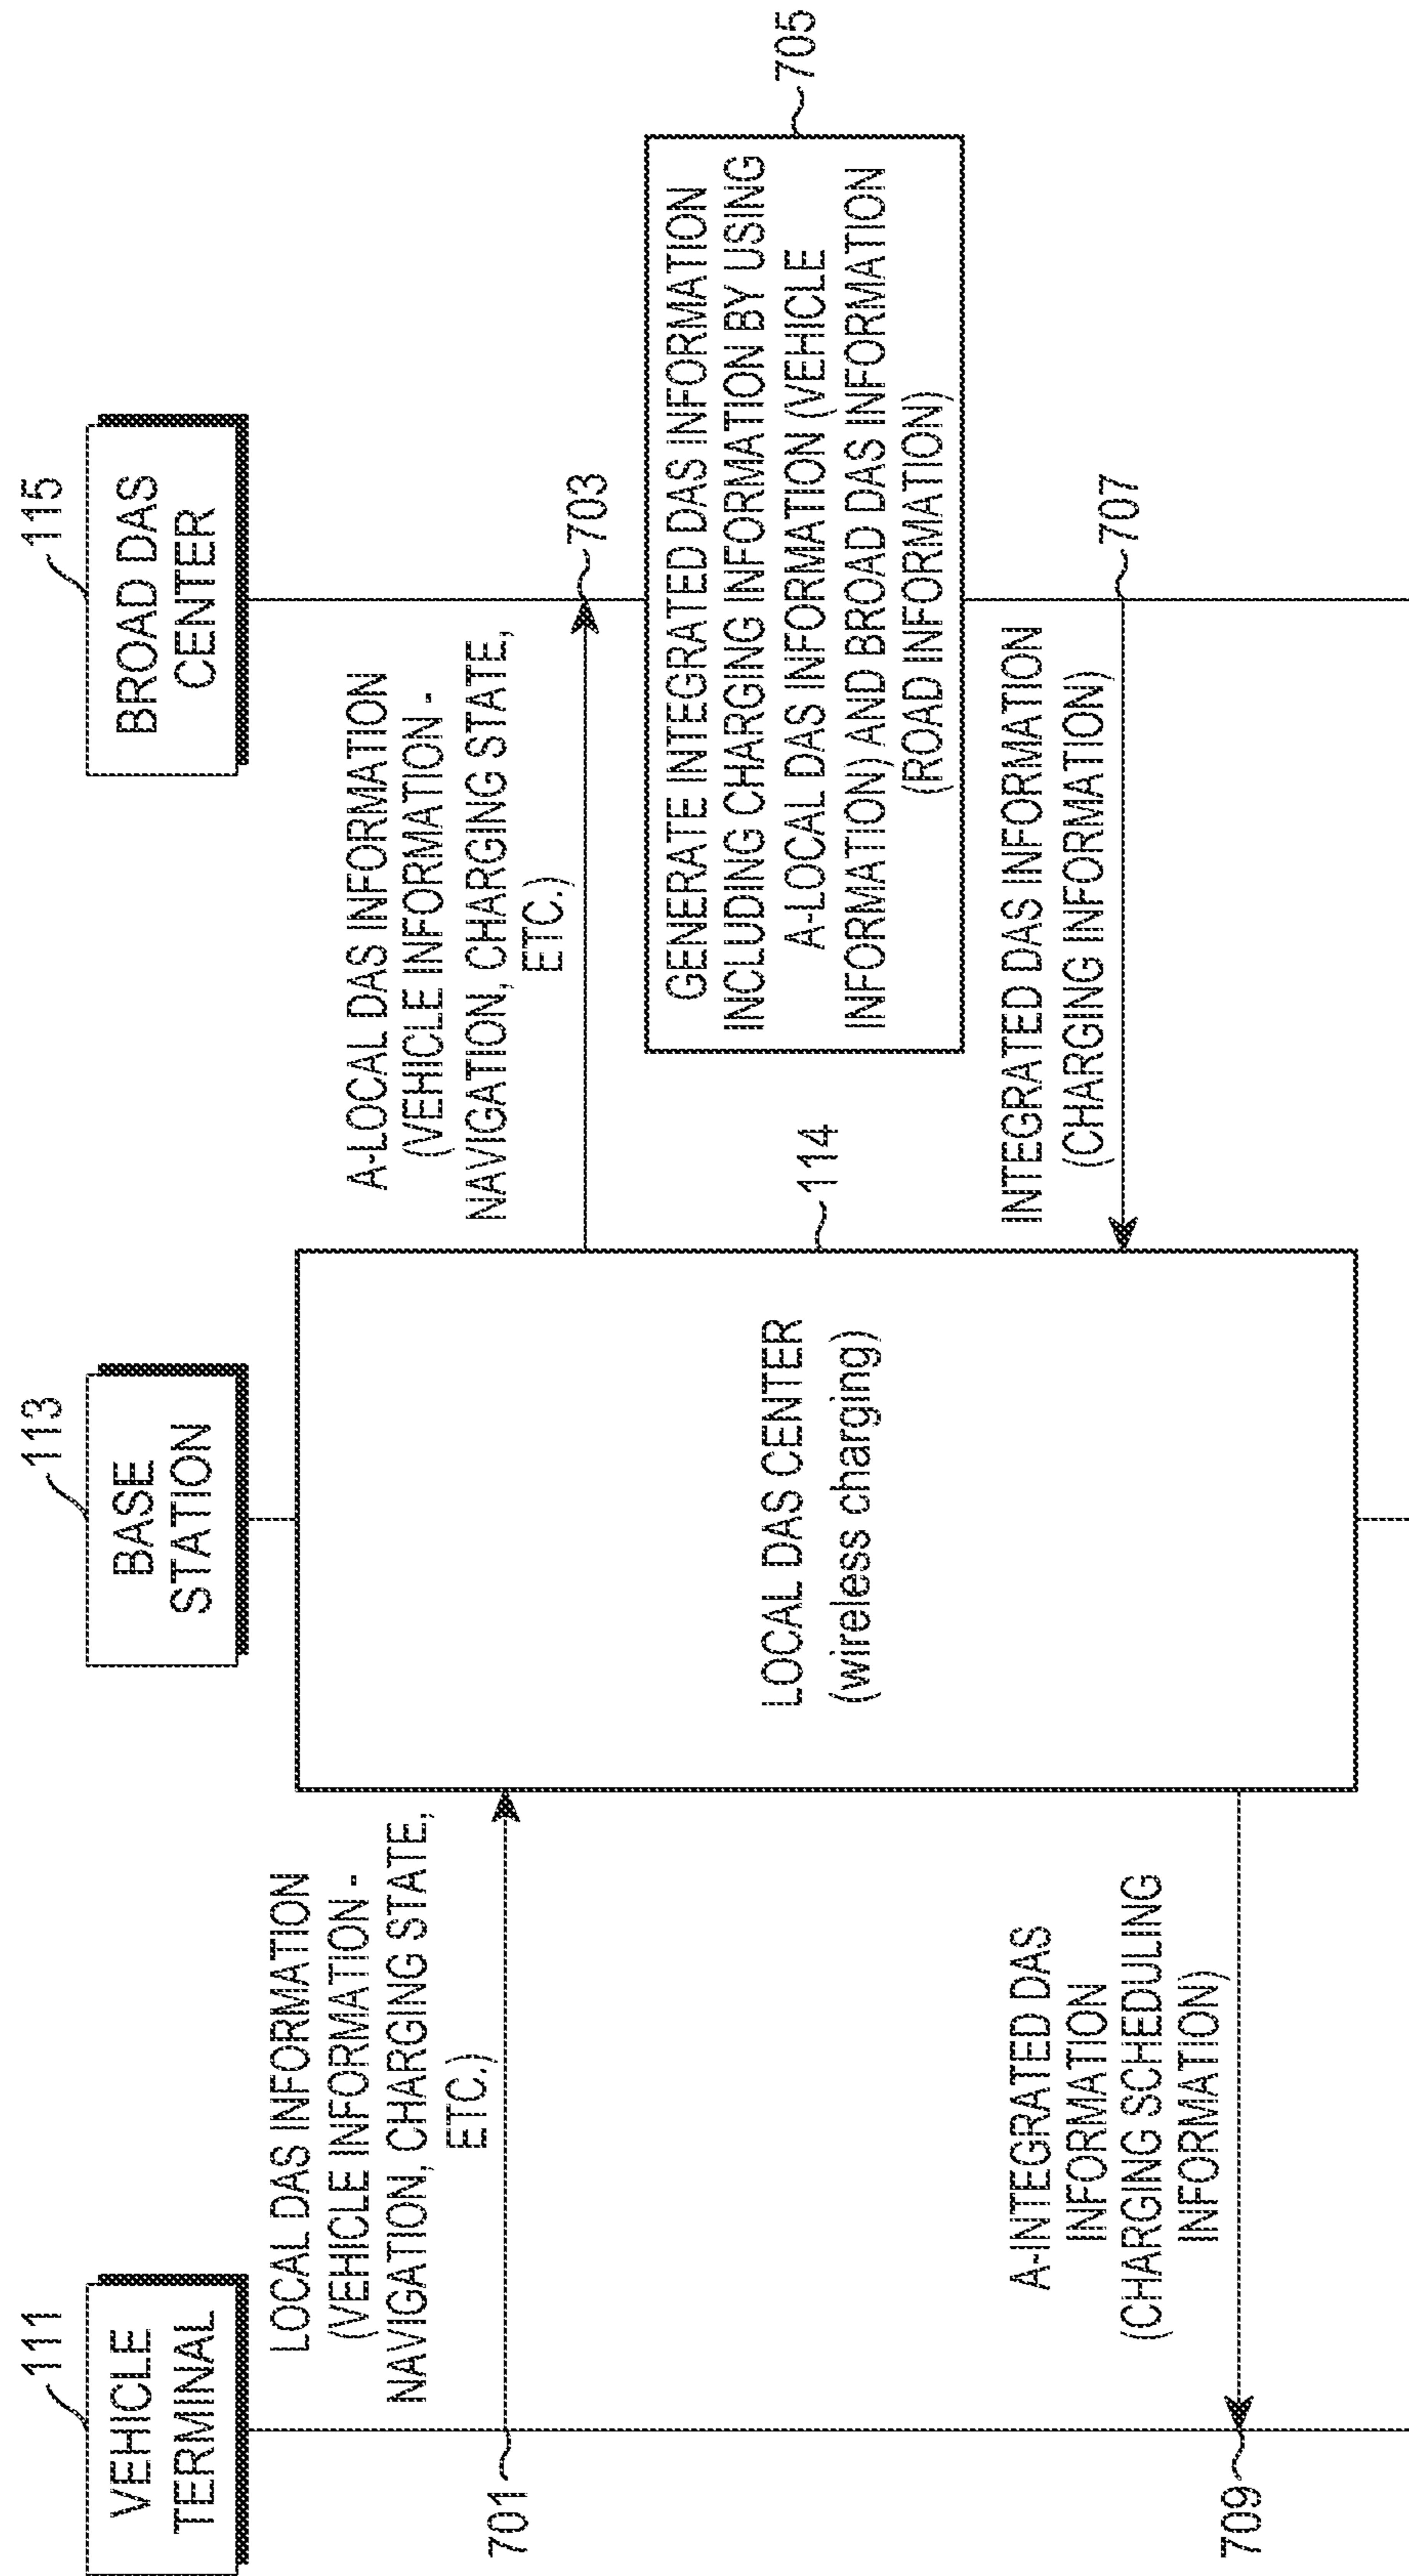 111
VEHICLE
TERMINAL
113
BASE
STATION
115
BROAD DAS
CENTER
LOCAL DAS INFORMATION
(VEHICLE INFORMATION -
NAVIGATION, CHARGING STATE,
ETC.)
701
A-LOCAL DAS INFORMATION
(VEHICLE INFORMATION -
NAVIGATION, CHARGING STATE,
ETC.)
703
GENERATE INTEGRATED DAS INFORMATION
INCLUDING CHARGING INFORMATION BY USING
A-LOCAL DAS INFORMATION (VEHICLE
INFORMATION) AND BROAD DAS INFORMATION
(ROAD INFORMATION)
705
LOCAL DAS CENTER
(wireless charging)
114
INTEGRATED DAS INFORMATION
(CHARGING INFORMATION)
707
A-INTEGRATED DAS
INFORMATION
(CHARGING SCHEDULING
INFORMATION)
709